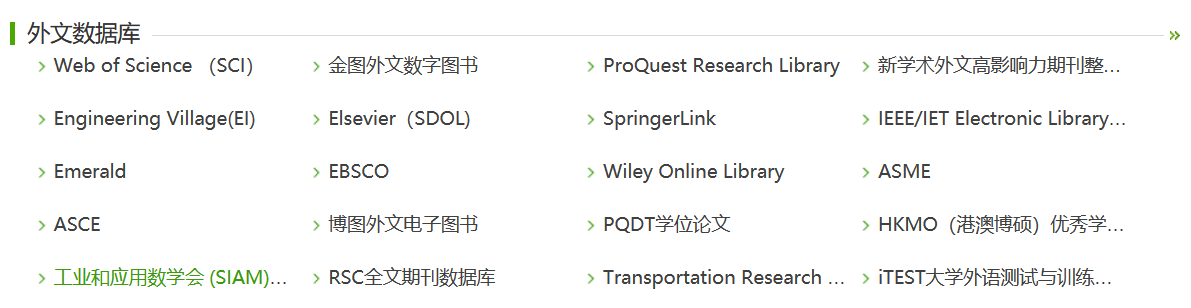 外文数据库
Web of Science （SCI） 金图外文数字图书 ProQuest Research Library 新学术外文高影响力期刊整...
Engineering Village(EI) Elsevier（SDOL) SpringerLink IEEE/IET Electronic Library...
Emerald EBSCO Wiley Online Library ASME
ASCE 博图外文电子图书 PQDT学位论文 HKMO（港澳博硕）优秀学...
工业和应用数学会 (SIAM)... RSC全文期刊数据库 Transportation Research ... iTEST大学外语测试与训练...